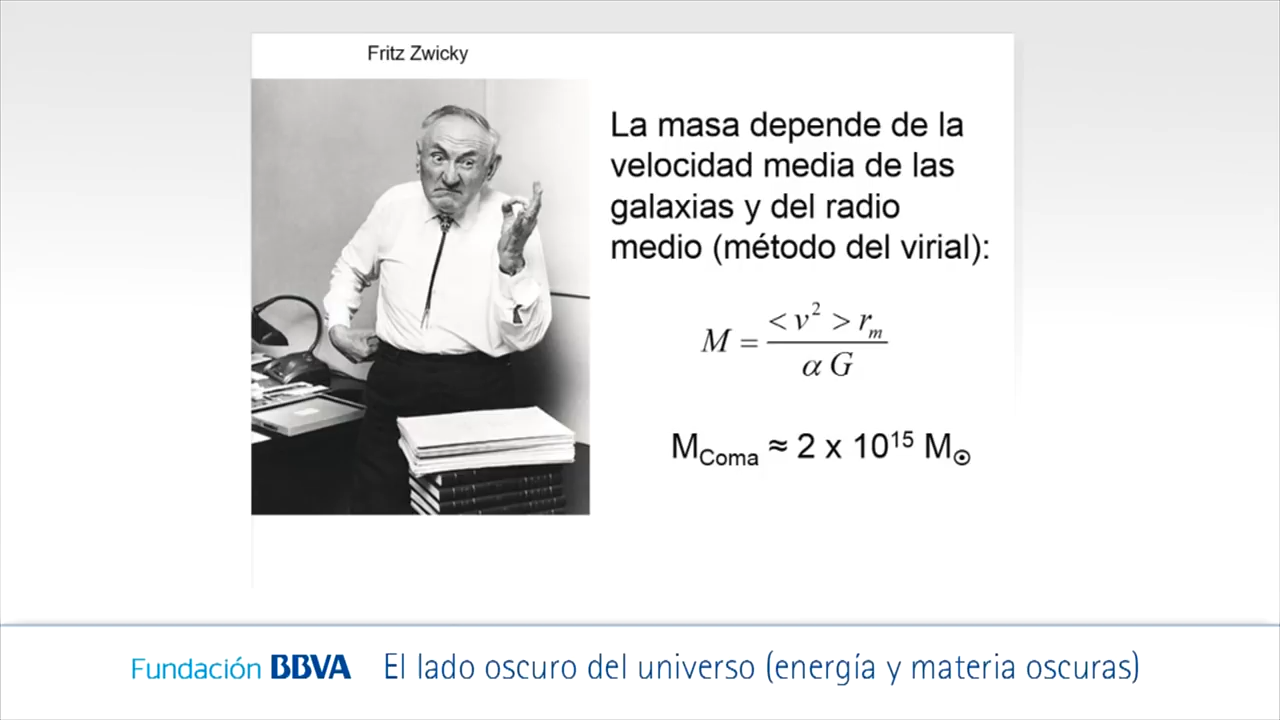 Fritz Zwicky
La masa depende de la
velocidad media de las
galaxias y del radio
medio (método del virial):
M = <v²> rₘ / α G
M_Coma ≈ 2 x 10¹⁵ M☉
Fundación BBVA El lado oscuro del universo (energía y materia oscuras)